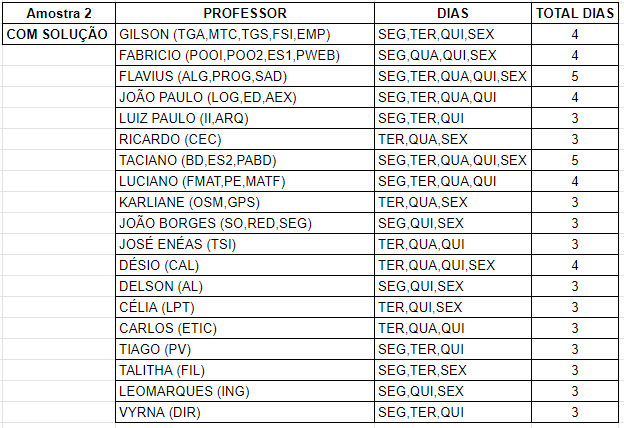 Amostra 2 PROFESSOR DIAS TOTAL DIAS
COM SOLUÇÃO GILSON (TGA,MTC,TGS,FSI,EMP) SEG,TER,QUI,SEX 4
FABRICIO (POOI,POO2,ES1,PWEB) SEG,QUA,QUI,SEX 4
FLAVIUS (ALG,PROG,SAD) SEG,TER,QUA,QUI,SEX 5
JOÃO PAULO (LOG,ED,AEX) SEG,TER,QUA,QUI 4
LUIZ PAULO (II,ARQ) SEG,TER,QUI 3
RICARDO (CEC) TER,QUA,SEX 3
TACIANO (BD,ES2,PABD) SEG,TER,QUA,QUI,SEX 5
LUCIANO (FMAT,PE,MATF) SEG,TER,QUA,QUI 4
KARLIANE (OSM,GPS) TER,QUA,SEX 3
JOÃO BORGES (SO,RED,SEG) SEG,QUI,SEX 3
JOSÉ ENÉAS (TSI) TER,QUA,QUI 3
DÉSIO (CAL) TER,QUA,QUI,SEX 4
DELSON (AL) SEG,QUI,SEX 3
CÉLIA (LPT) TER,QUI,SEX 3
CARLOS (ETIC) TER,QUA,QUI 3
TIAGO (PV) SEG,TER,QUI 3
TALITHA (FIL) SEG,TER,SEX 3
LEOMARQUES (ING) SEG,QUI,SEX 3
VYRNA (DIR) SEG,TER,QUI 3